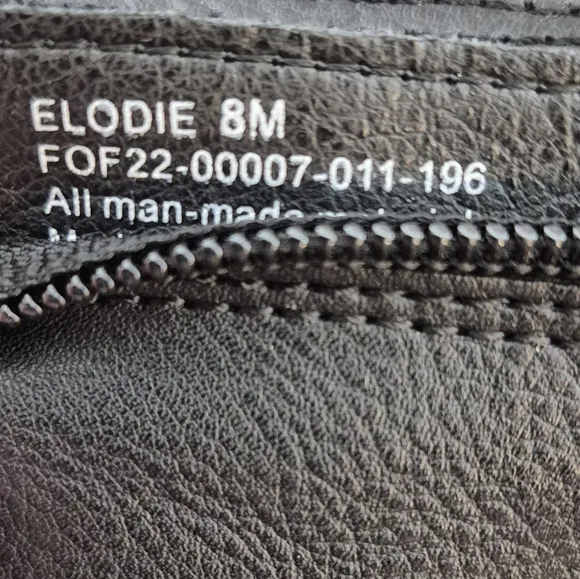 ELODIE 8M
FOF22-00007-011-196
All man-made